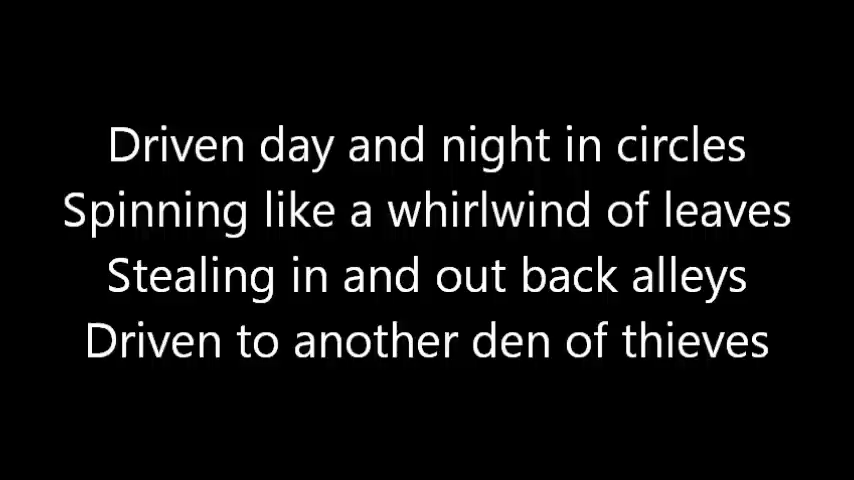 Driven day and night in circles
Spinning like a whirlwind of leaves
Stealing in and out back alleys
Driven to another den of thieves